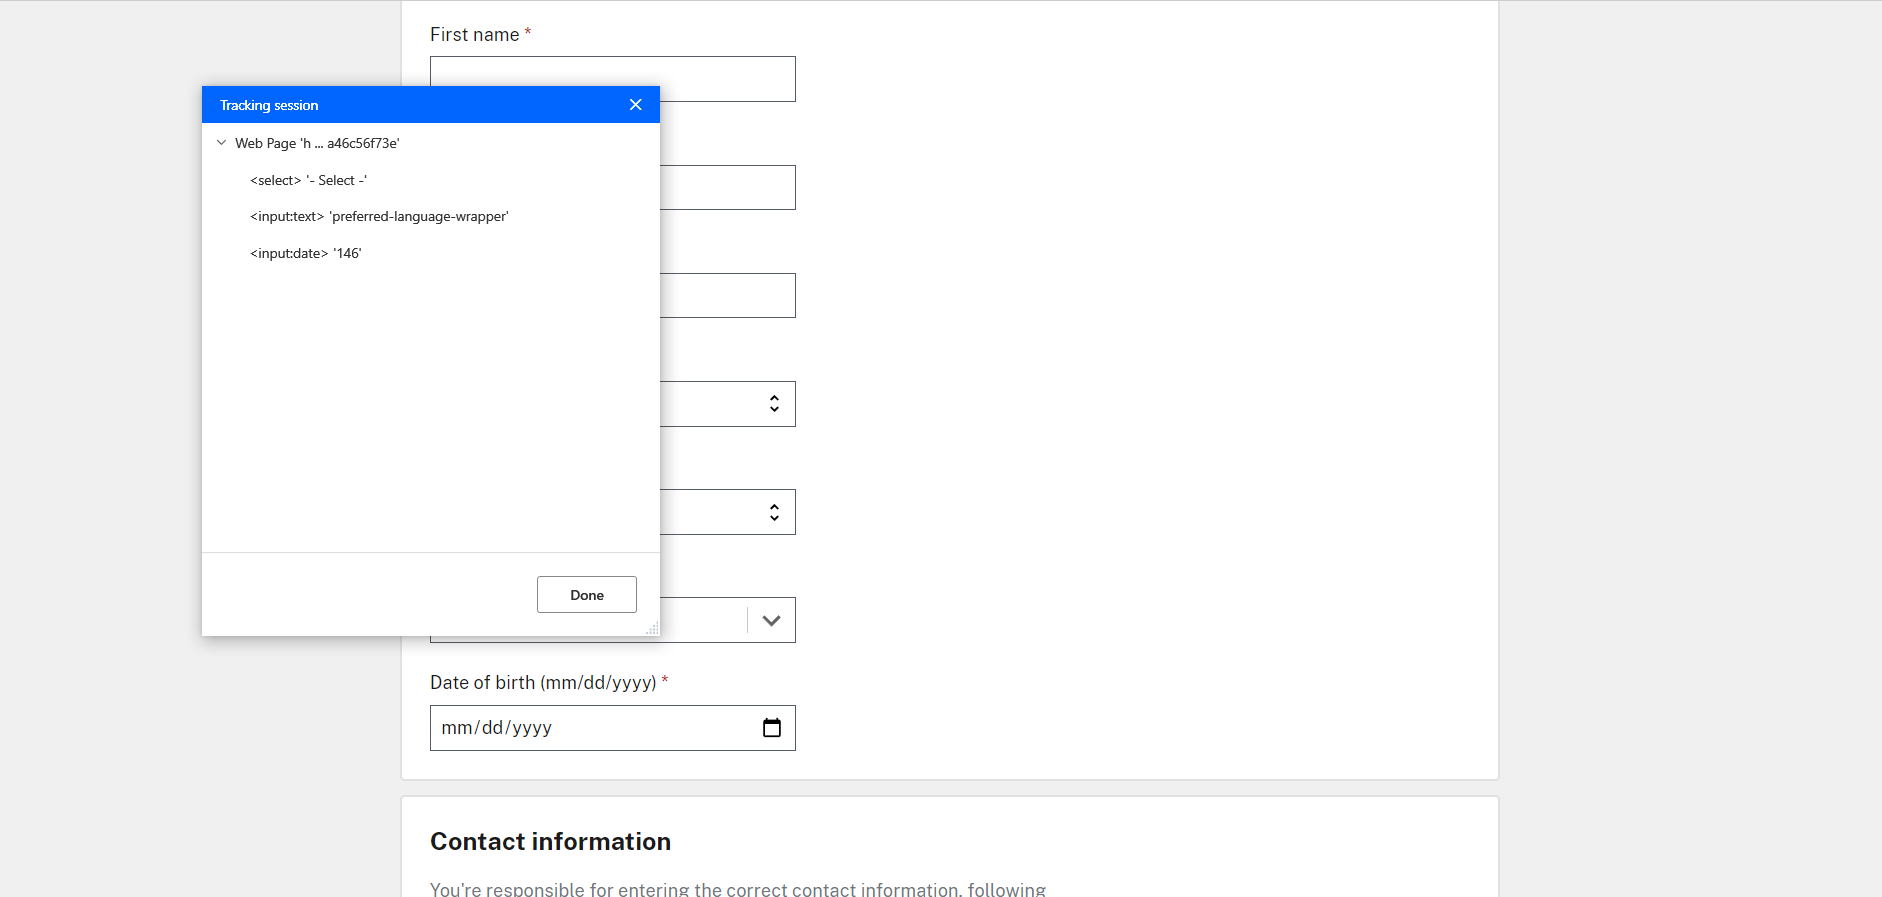 First name *
Tracking session
Web Page 'h ... a46c56f73e'
<select> '- Select -'
<input:text> 'preferred-language-wrapper'
<input:date> '146'
Done
Date of birth (mm/dd/yyyy) *
mm/dd/yyyy
Contact information
You're responsible for entering the correct contact information, following